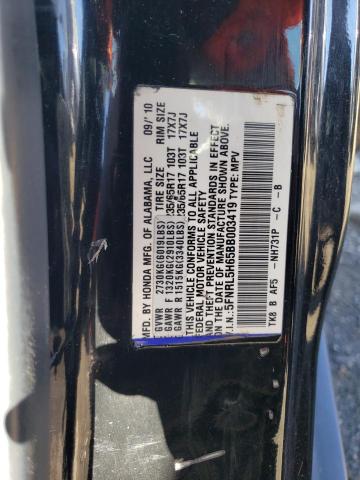 MFD. BY HONDA MFG. OF ALABAMA, LLC 09/'10
GVWR 2730KG(6019LBS) TIRE SIZE RIM SIZE
GAWR F 1320KG(2910LBS) 235/65R17 103T 17X7J
GAWR R 1515KG(3340LBS) 235/65R17 103T 17X7J
THIS VEHICLE CONFORMS TO ALL APPLICABLE
FEDERAL MOTOR VEHICLE SAFETY
AND THEFT PREVENTION STANDARDS IN EFFECT
ON THE DATE OF MANUFACTURE SHOWN ABOVE.
V.I.N.:5FNRL5H65BB003419 TYPE: MPV
TK8 B AF5 -NH731P -C -B